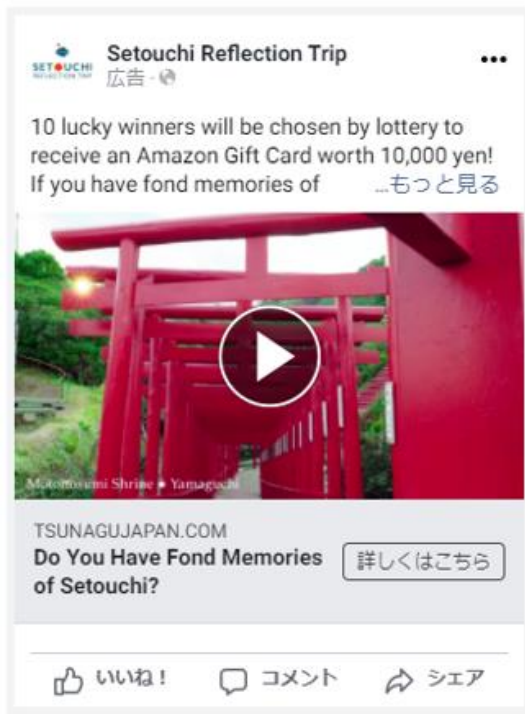 SETOUCHI
REFLECTION TRIP
Setouchi Reflection Trip
広告 ·
10 lucky winners will be chosen by lottery to
receive an Amazon Gift Card worth 10,000 yen!
If you have fond memories of ...もっと見る
Motonosumi Shrine ● Yamaguchi
TSUNAGUJAPAN.COM
Do You Have Fond Memories
of Setouchi?
詳しくはこちら
いいね！ コメント シェア